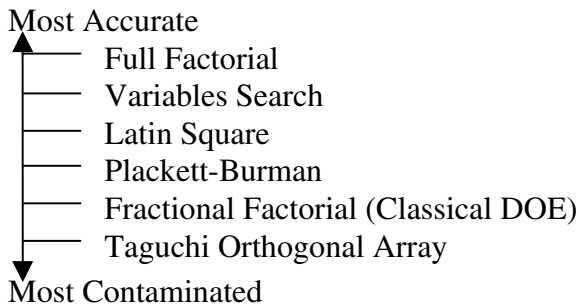 Most Accurate
Full Factorial
Variables Search
Latin Square
Plackett-Burman
Fractional Factorial (Classical DOE)
Taguchi Orthogonal Array
Most Contaminated